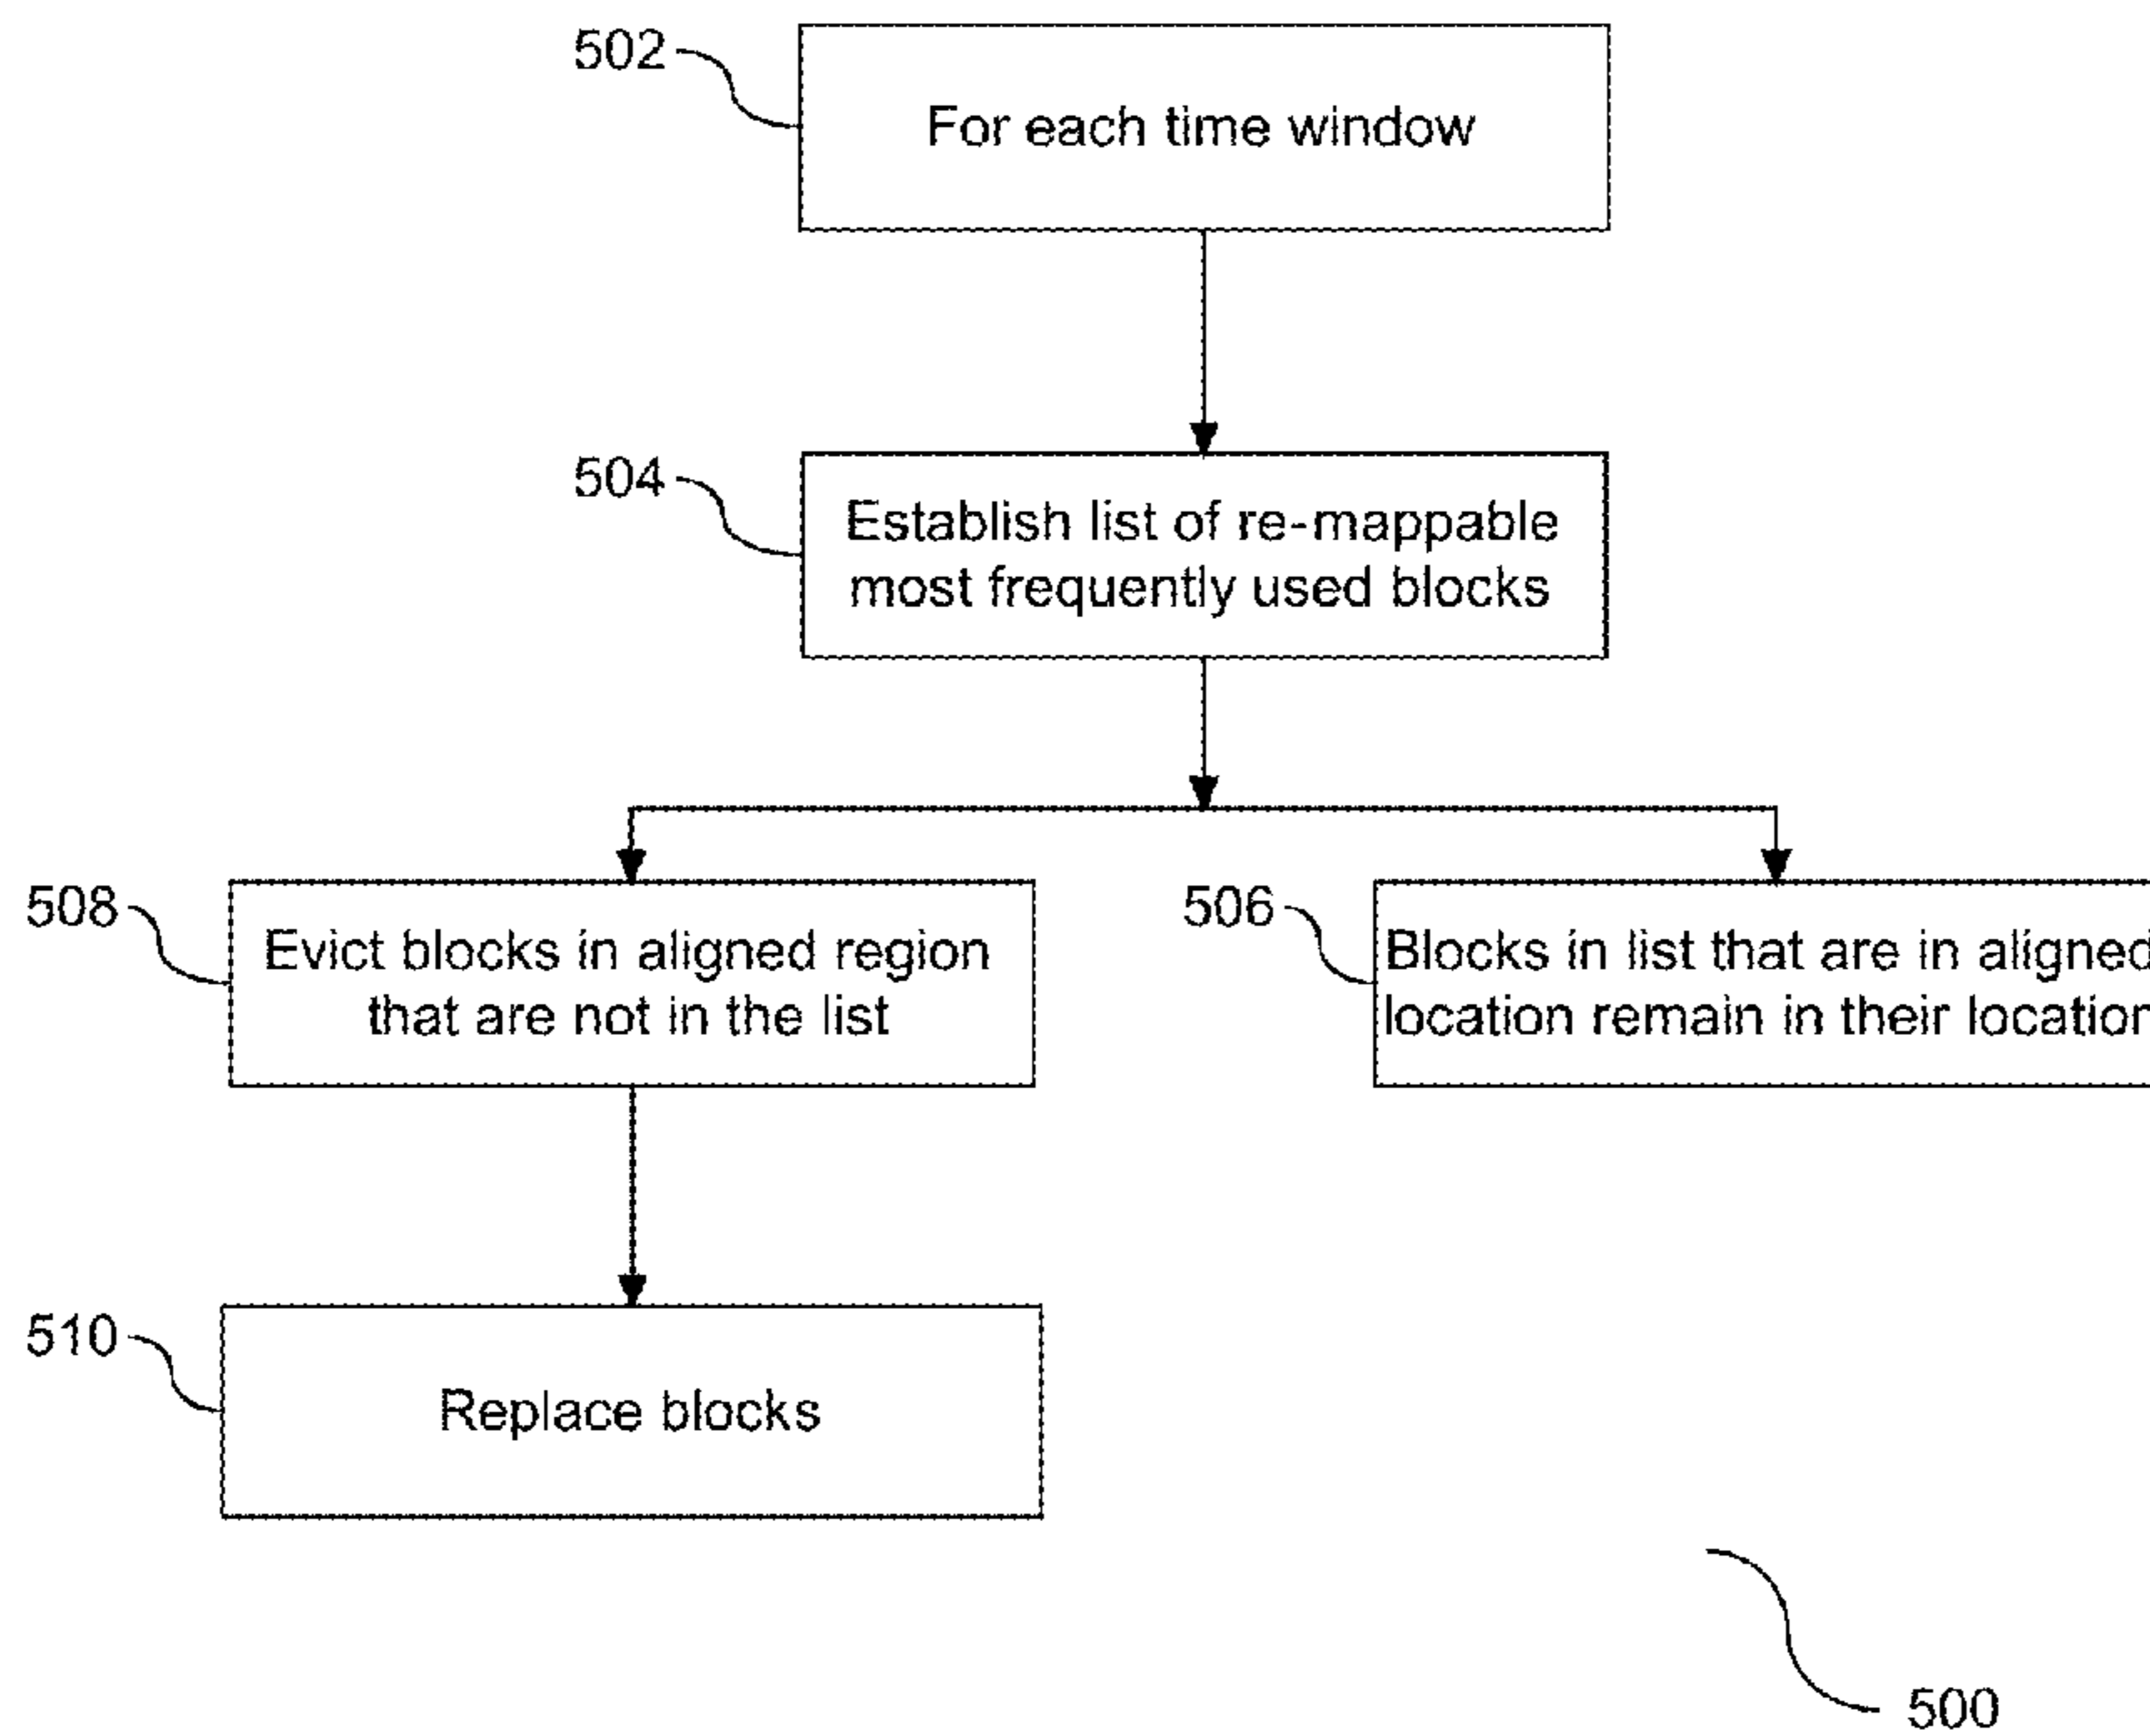 502
For each time window
504
Establish list of re-mappable
most frequently used blocks
508
Evict blocks in aligned region
that are not in the list
506
Blocks in list that are in aligned
location remain in their location
510
Replace blocks
500